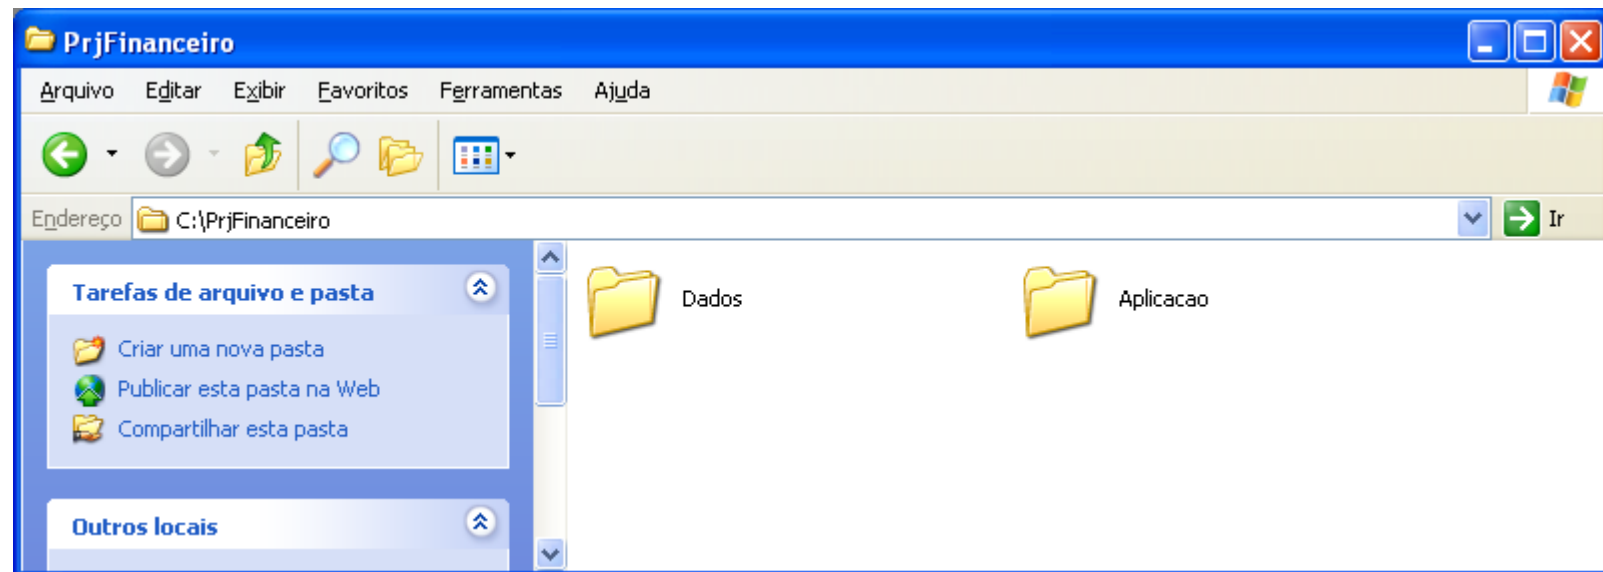 PrjFinanceiro
Arquivo Editar Exibir Favoritos Ferramentas Ajuda
Endereço C:\PrjFinanceiro Ir
Tarefas de arquivo e pasta
Criar uma nova pasta
Publicar esta pasta na Web
Compartilhar esta pasta
Outros locais
Dados Aplicacao